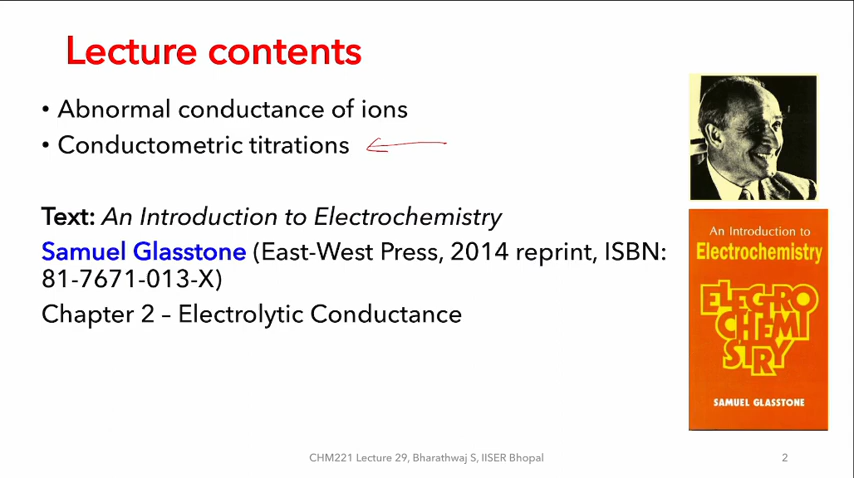 Lecture contents
• Abnormal conductance of ions
• Conductometric titrations
Text: An Introduction to Electrochemistry
Samuel Glasstone (East-West Press, 2014 reprint, ISBN:
81-7671-013-X)
Chapter 2 – Electrolytic Conductance
An Introduction to
Electrochemistry
ELECTRO
CHEMI
STRY
SAMUEL GLASSTONE
CHM221 Lecture 29, Bharathwaj S, IISER Bhopal
2